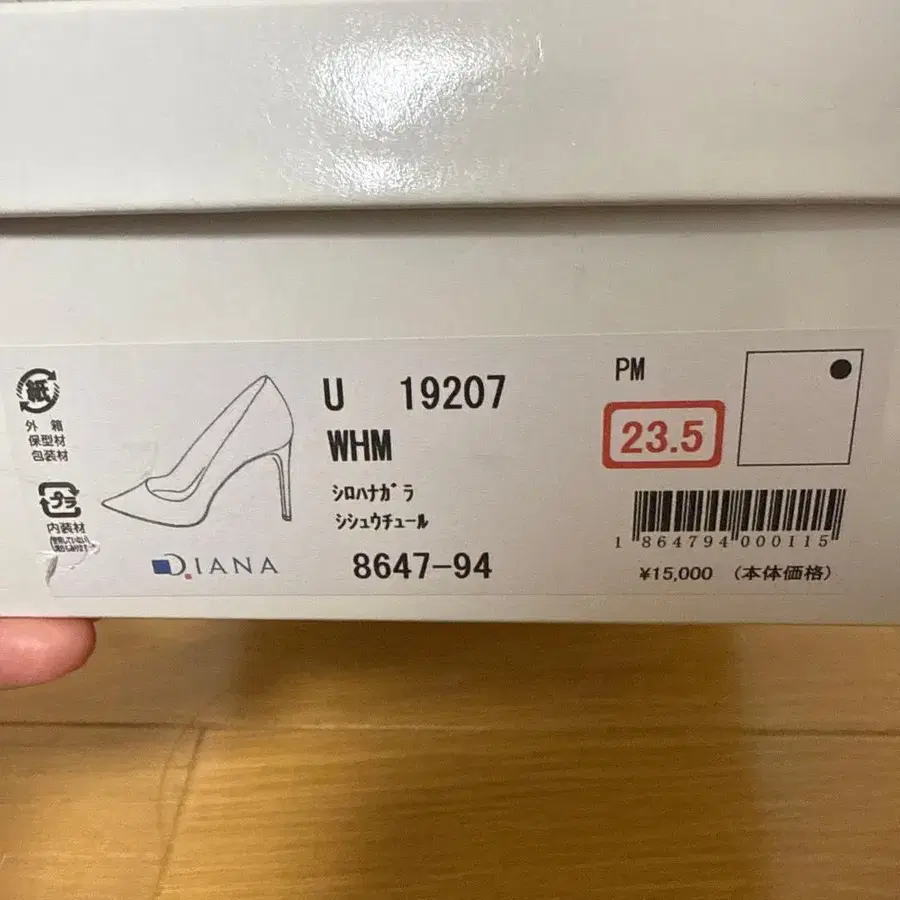 紙
外箱
保型材
包装材
プラ
内装材
DIANA
U 19207
WHM
ｼﾛﾊﾅｶﾞﾗ
ｼｼｭｳﾁｭｰﾙ
8647-94
PM
23.5
1 864794 000115
¥15,000 (本体価格)